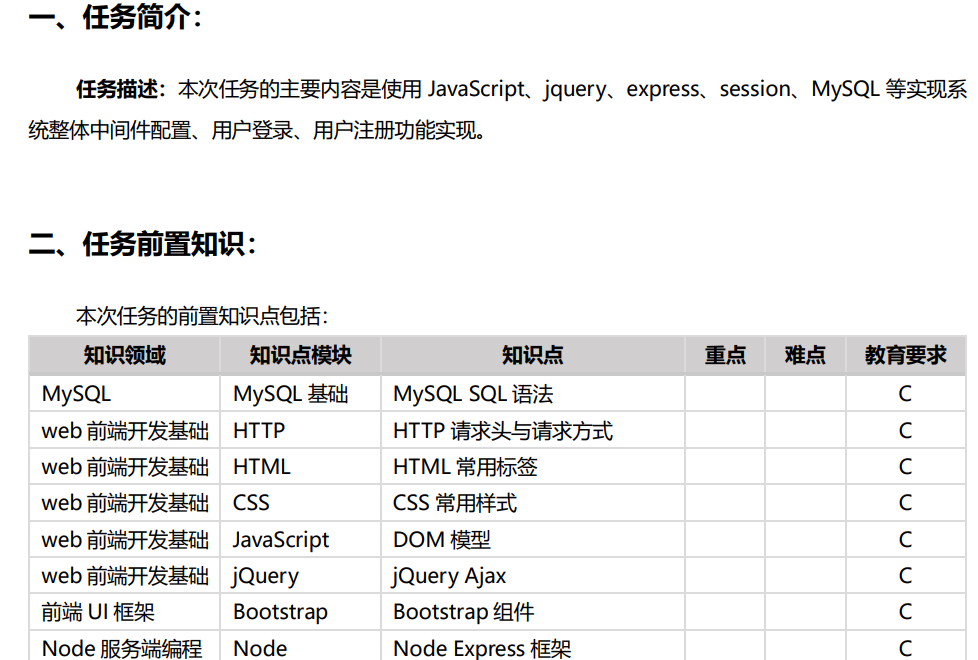 一、任务简介：
任务描述：本次任务的主要内容是使用 JavaScript、jquery、express、session、MySQL 等实现系
统整体中间件配置、用户登录、用户注册功能实现。
二、任务前置知识：
本次任务的前置知识点包括：
知识领域 知识点模块 知识点 重点 难点 教育要求
MySQL MySQL 基础 MySQL SQL 语法 C
web 前端开发基础 HTTP HTTP 请求头与请求方式 C
web 前端开发基础 HTML HTML 常用标签 C
web 前端开发基础 CSS CSS 常用样式 C
web 前端开发基础 JavaScript DOM 模型 C
web 前端开发基础 jQuery jQuery Ajax C
前端 UI 框架 Bootstrap Bootstrap 组件 C
Node 服务端编程 Node Node Express 框架 C